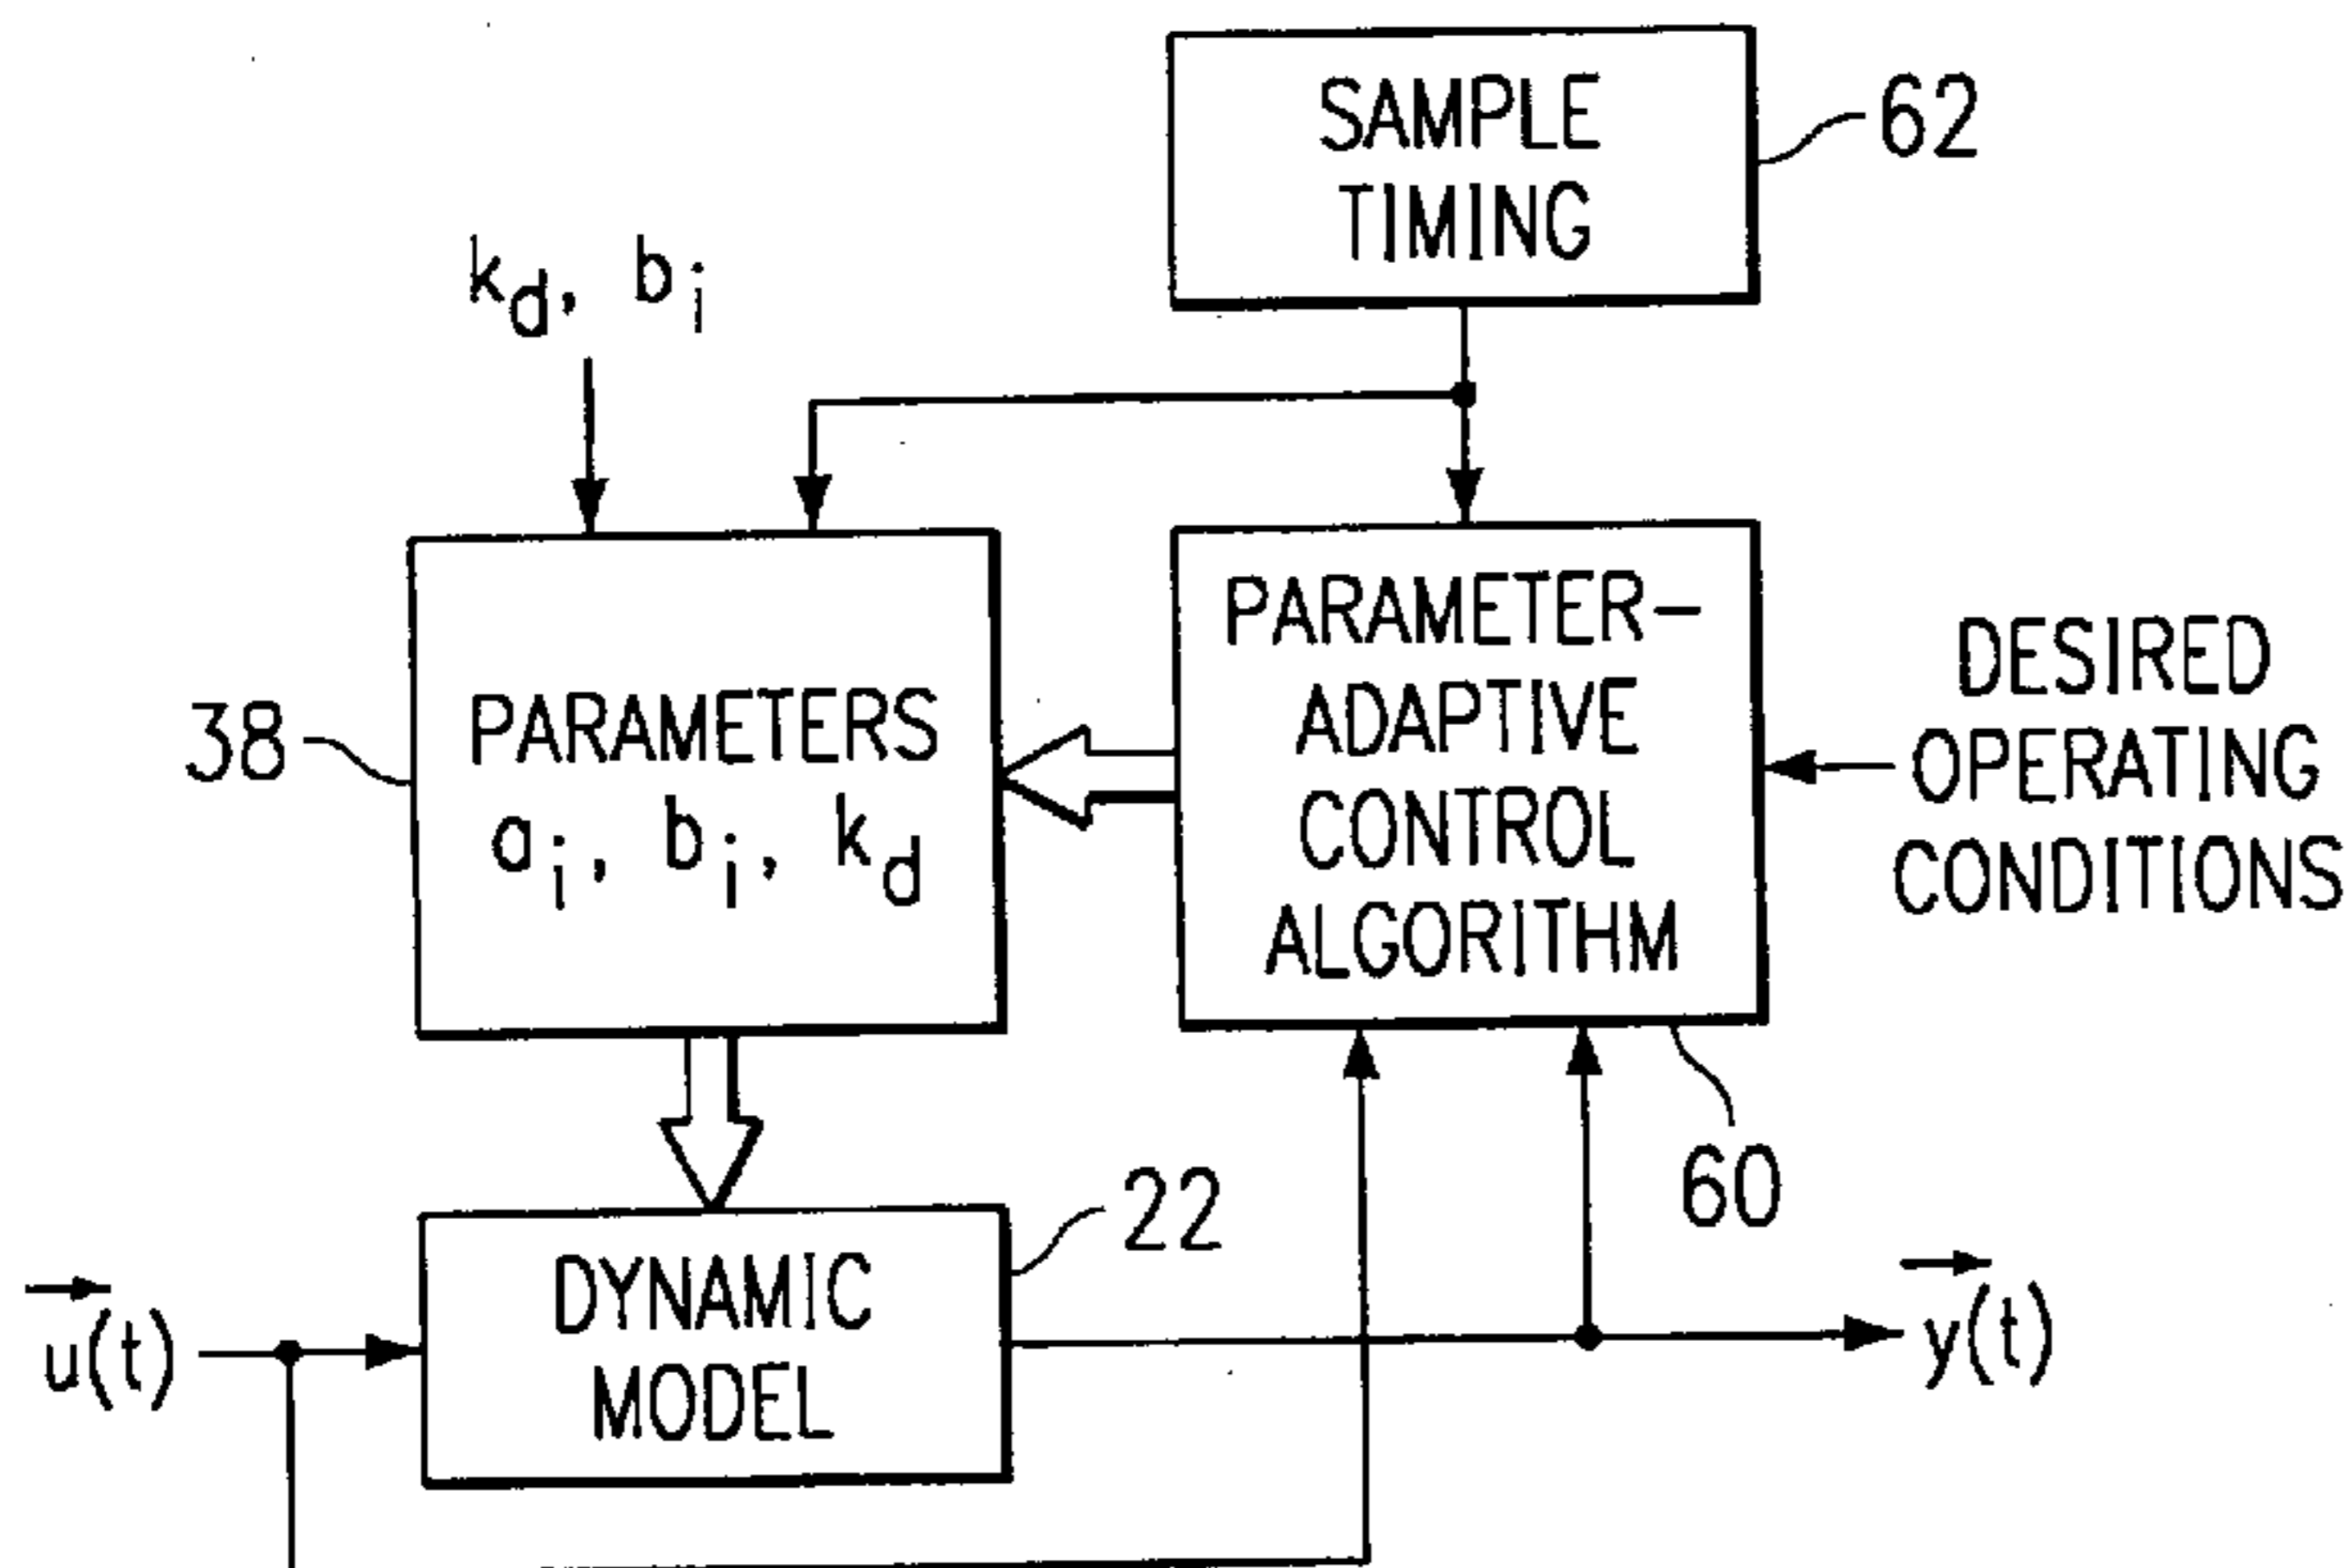 SAMPLE
TIMING
62
k_d, b_i
PARAMETERS
a_i, b_i, k_d
38
PARAMETER-
ADAPTIVE
CONTROL
ALGORITHM
DESIRED
OPERATING
CONDITIONS
60
22
DYNAMIC
MODEL
u(t)
y(t)